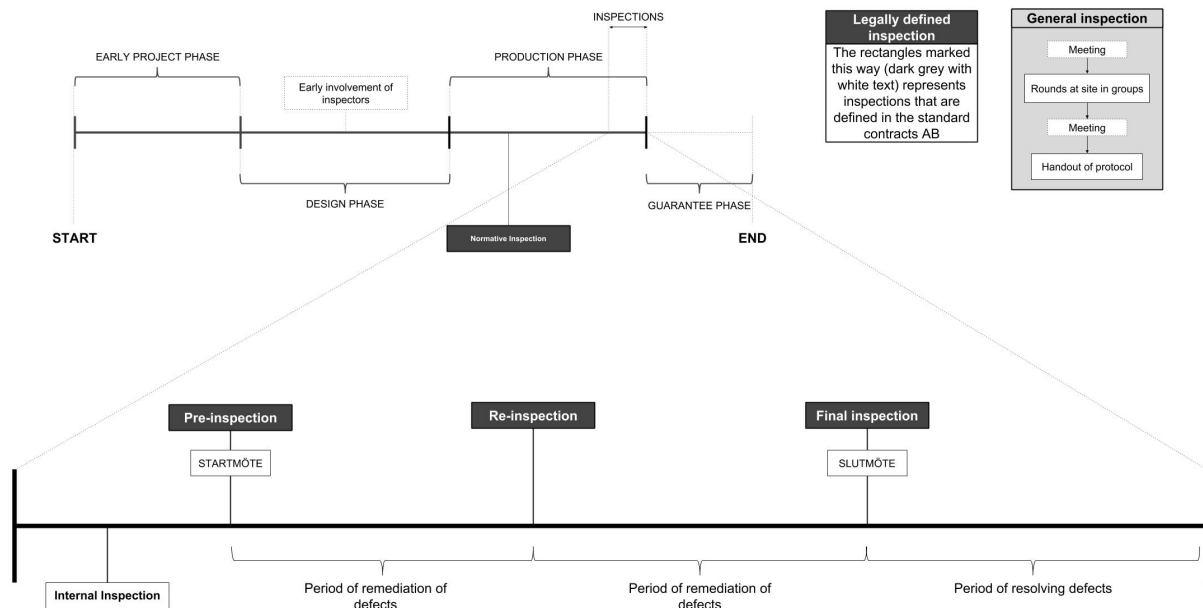 INSPECTIONS
EARLY PROJECT PHASE
PRODUCTION PHASE
Early involvement of
inspectors
DESIGN PHASE
GUARANTEE PHASE
START
Normative Inspection
END
Legally defined
inspection
The rectangles marked
this way (dark grey with
white text) represents
inspections that are
defined in the standard
contracts AB
General inspection
Meeting
Rounds at site in groups
Meeting
Handout of protocol
Pre-inspection
Re-inspection
Final inspection
STARTMÖTE
SLUTMÖTE
Internal Inspection
Period of remediation of
defects
Period of remediation of
defects
Period of resolving defects